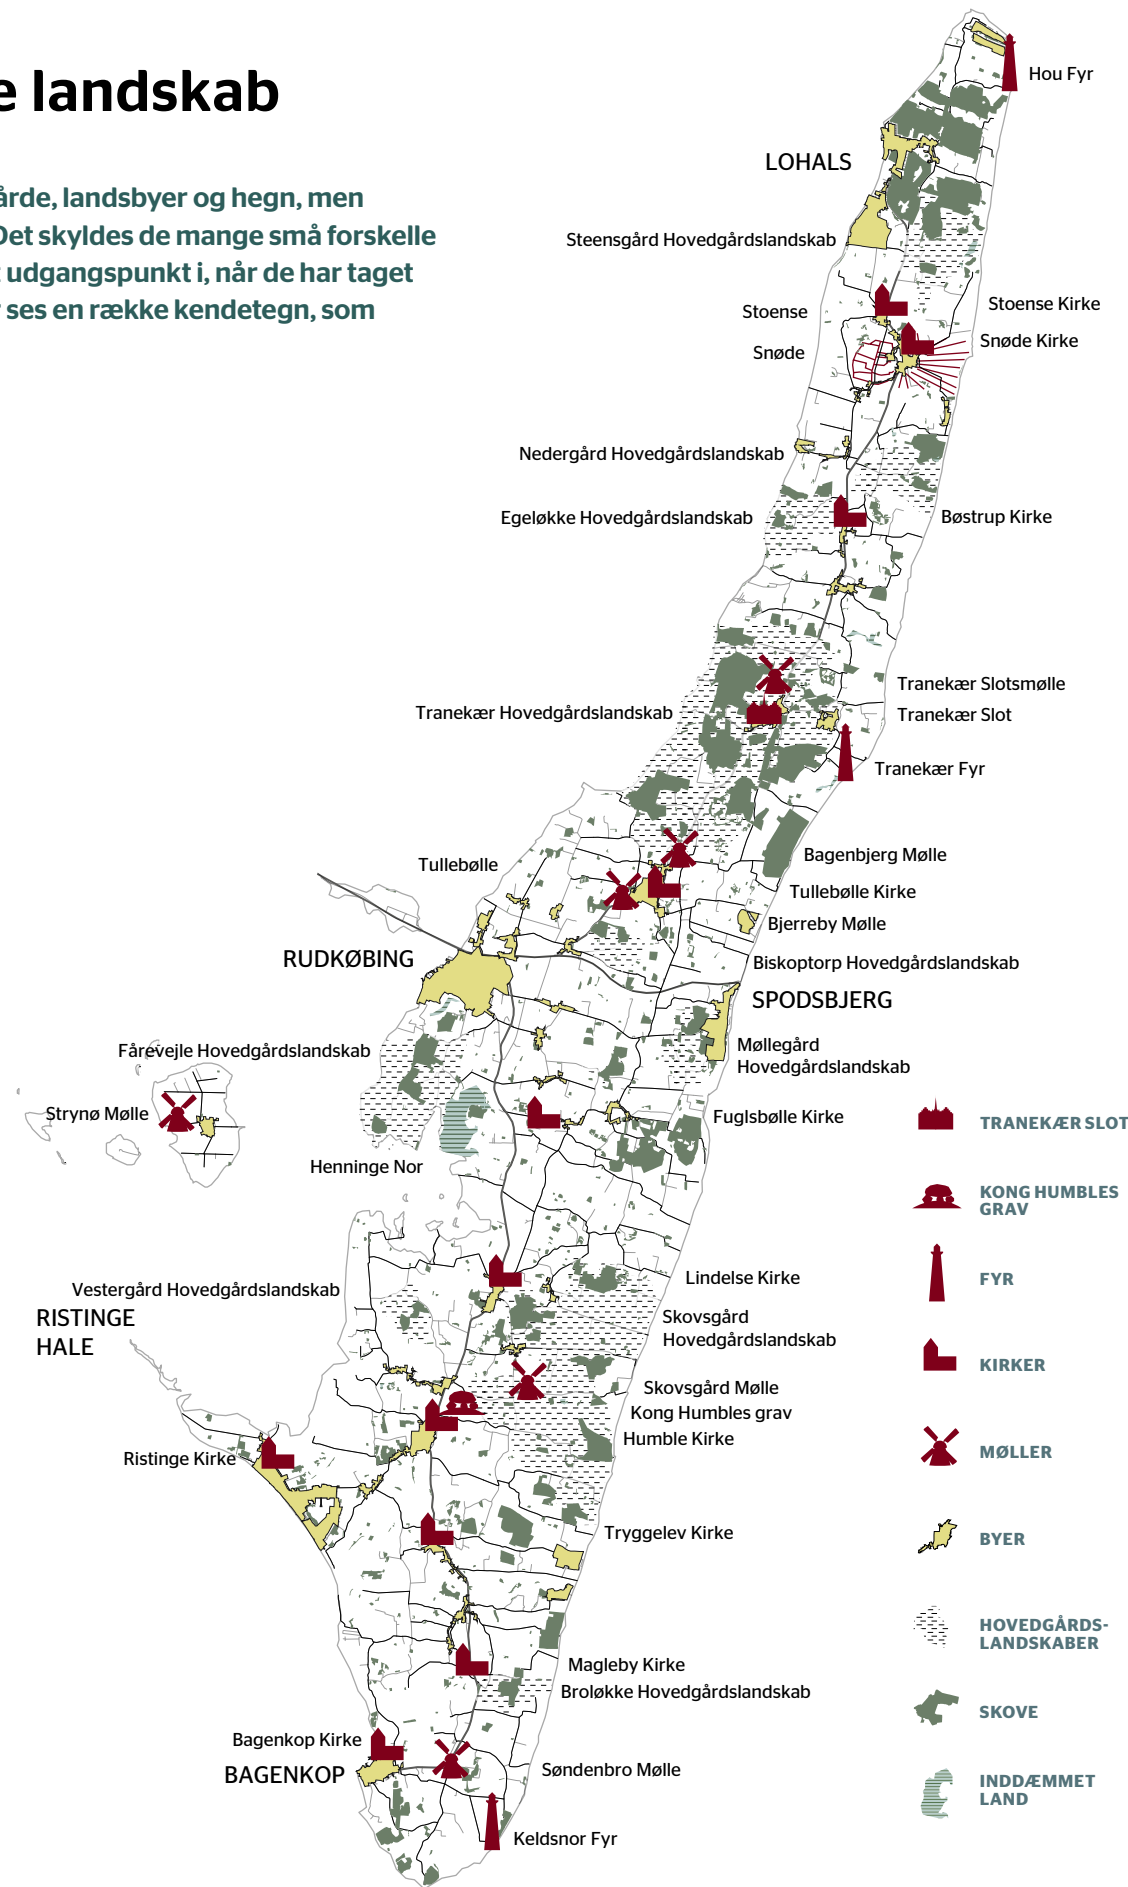 e landskab
årde, landsbyer og hegn, men
Det skyldes de mange små forskelle
t udgangspunkt i, når de har taget
r ses en række kendetegn, som
Hou Fyr
LOHALS
Steensgård Hovedgårdslandskab
Stoense
Stoense Kirke
Snøde
Snøde Kirke
Nedergård Hovedgårdslandskab
Egeløkke Hovedgårdslandskab
Bøstrup Kirke
Tranekær Slotsmølle
Tranekær Hovedgårdslandskab
Tranekær Slot
Tranekær Fyr
Tullebølle
Bagenbjerg Mølle
Tullebølle Kirke
Bjerreby Mølle
RUDKØBING
Biskoptorp Hovedgårdslandskab
SPODSBJERG
Fårevejle Hovedgårdslandskab
Møllegård
Hovedgårdslandskab
Strynø Mølle
Fuglsbølle Kirke
Henninge Nor
Vestergård Hovedgårdslandskab
Lindelse Kirke
RISTINGE
HALE
Skovsgård
Hovedgårdslandskab
Skovsgård Mølle
Kong Humbles grav
Humble Kirke
Ristinge Kirke
Tryggelev Kirke
Magleby Kirke
Broløkke Hovedgårdslandskab
Bagenkop Kirke
BAGENKOP
Søndenbro Mølle
Keldsnor Fyr
TRANEKÆR SLOT
KONG HUMBLES
GRAV
FYR
KIRKER
MØLLER
BYER
HOVEDGÅRDS-
LANDSKABER
SKOVE
INDDÆMMET
LAND